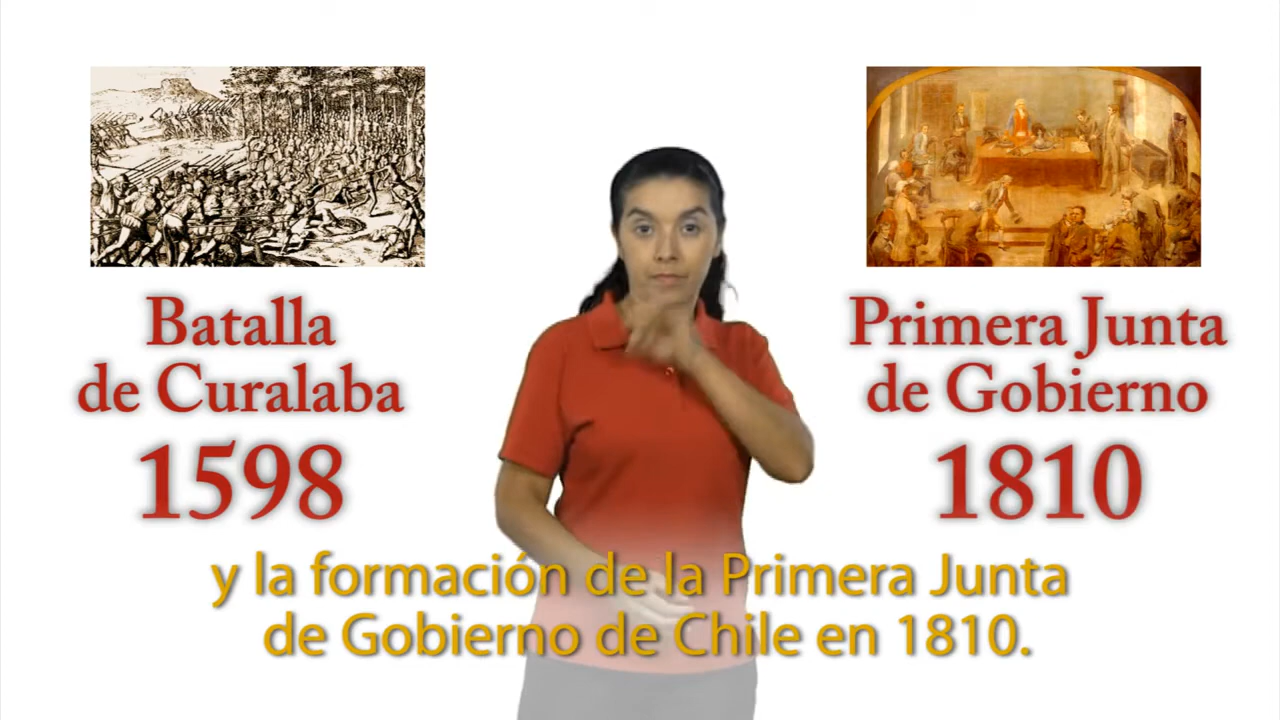 Batalla
de Curalaba
1598
Primera Junta
de Gobierno
1810
y la formación de la Primera Junta
de Gobierno de Chile en 1810.